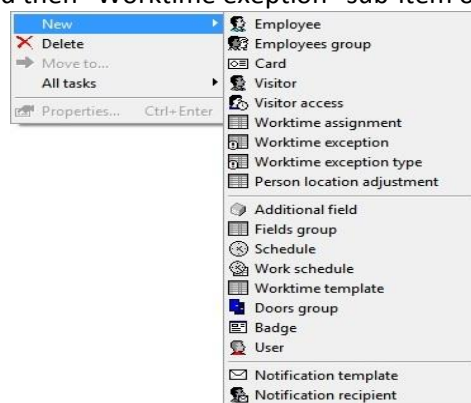 d then "Worktime exeption" sub-item o
New
Delete
Move to...
All tasks
Properties... Ctrl+Enter
Employee
Employees group
Card
Visitor
Visitor access
Worktime assignment
Worktime exception
Worktime exception type
Person location adjustment
Additional field
Fields group
Schedule
Work schedule
Worktime template
Doors group
Badge
User
Notification template
Notification recipient